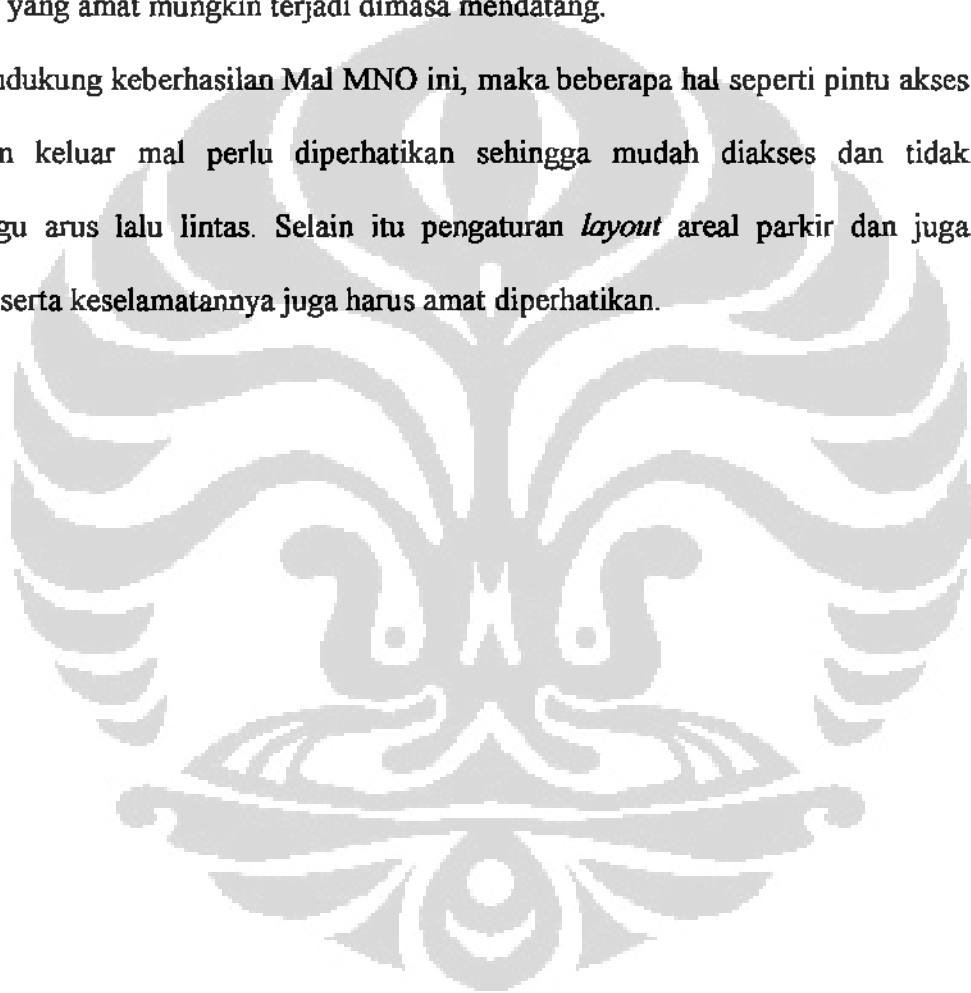 yang amat mungkin terjadi dimasa mendatang.
ndukung keberhasilan Mal MNO ini, maka beberapa hal seperti pintu akses
n keluar mal perlu diperhatikan sehingga mudah diakses dan tidak
gu arus lalu lintas. Selain itu pengaturan layout areal parkir dan juga
serta keselamatannya juga harus amat diperhatikan.